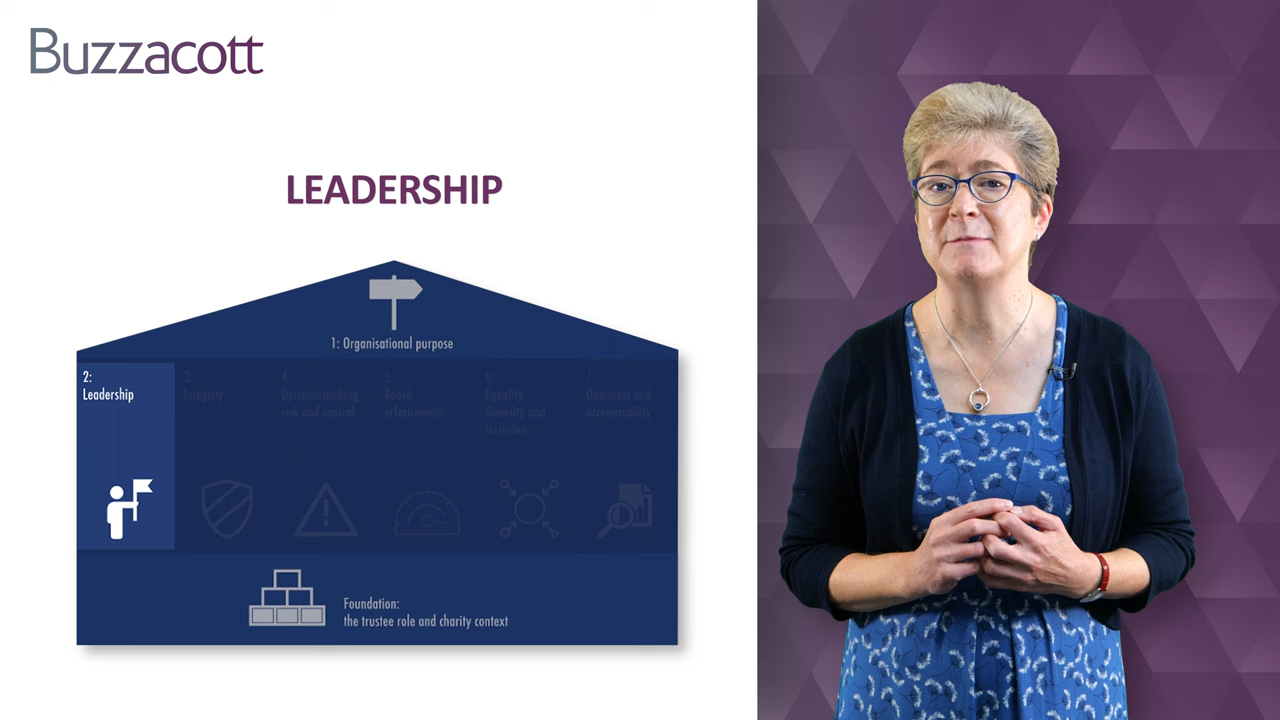 Buzzacott
LEADERSHIP
1: Organisational purpose
2:
Leadership
3:
Integrity
4:
Decision-making,
risk and control
5:
Board
effectiveness
6:
Equality,
diversity and
inclusion
7:
Openness and
accountability
Foundation:
the trustee role and charity context